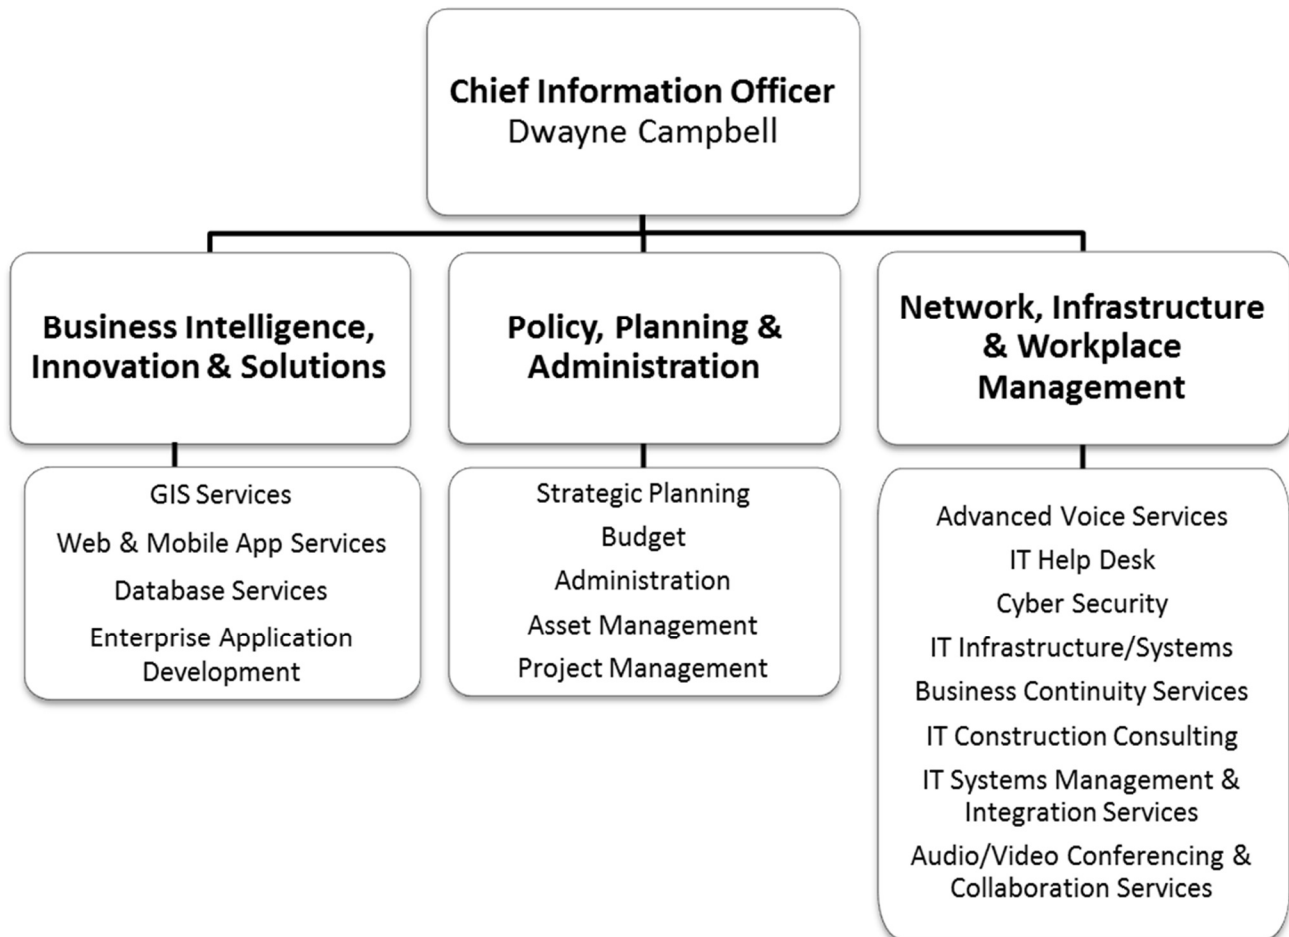 Chief Information Officer
Dwayne Campbell
Business Intelligence,
Innovation & Solutions
Policy, Planning &
Administration
Network, Infrastructure
& Workplace
Management
GIS Services
Web & Mobile App Services
Database Services
Enterprise Application
Development
Strategic Planning
Budget
Administration
Asset Management
Project Management
Advanced Voice Services
IT Help Desk
Cyber Security
IT Infrastructure/Systems
Business Continuity Services
IT Construction Consulting
IT Systems Management &
Integration Services
Audio/Video Conferencing &
Collaboration Services